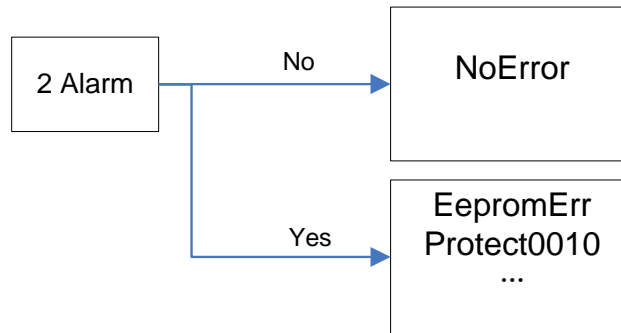 2 Alarm
No
NoError
Yes
EepromErr
Protect0010
...